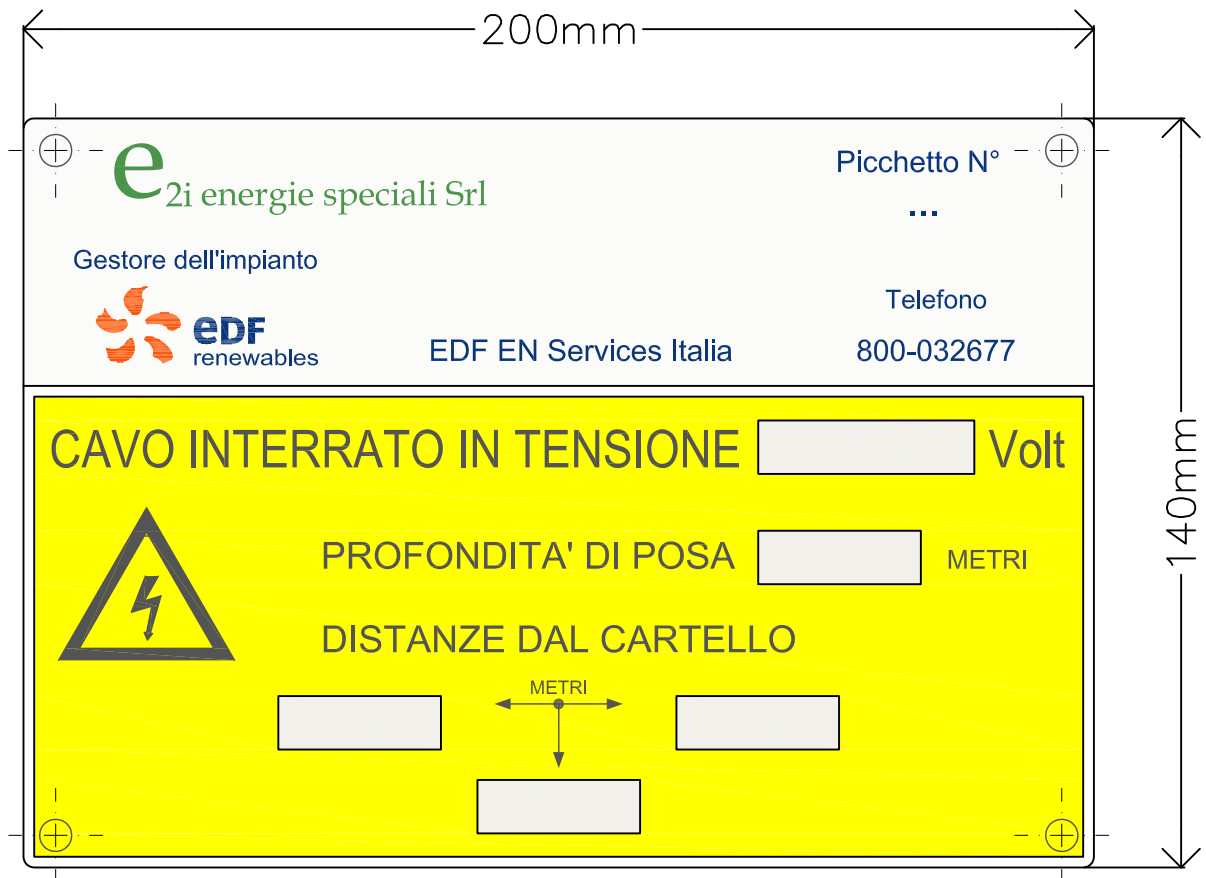 200mm
e2i energie speciali Srl
Picchetto N°
...
Gestore dell'impianto
Telefono
eDF
renewables
EDF EN Services Italia
800-032677
CAVO INTERRATO IN TENSIONE Volt
PROFONDITA' DI POSA METRI
DISTANZE DAL CARTELLO
METRI
140mm